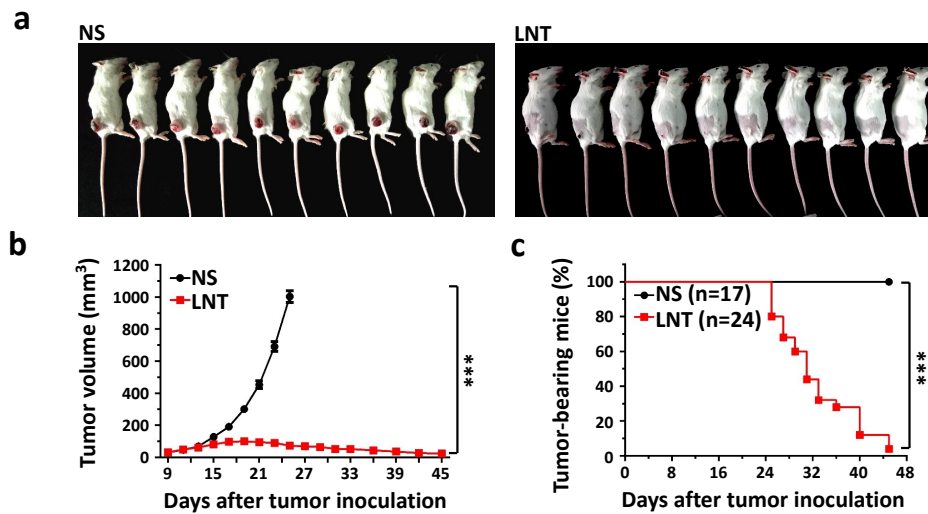 a
NS
LNT
b
Tumor volume (mm³)
1200
1000
800
600
400
200
100
0
NS
LNT
***
9 15 21 27 33 39 45
Days after tumor inoculation
c
Tumor-bearing mice (%)
100
80
60
40
20
0
NS (n=17)
LNT (n=24)
***
0 8 16 24 32 40 48
Days after tumor inoculation